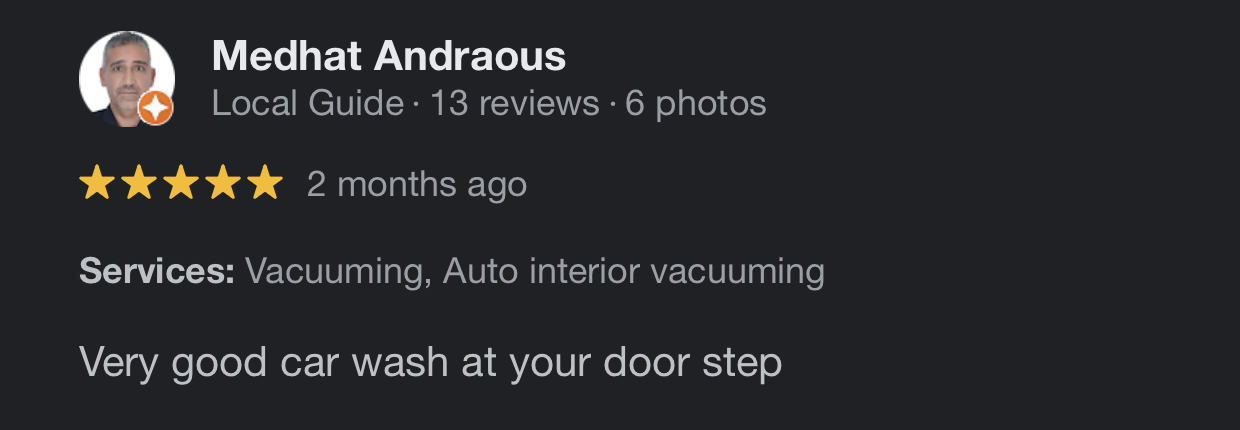 Medhat Andraous
Local Guide · 13 reviews · 6 photos
2 months ago
Services: Vacuuming, Auto interior vacuuming
Very good car wash at your door step